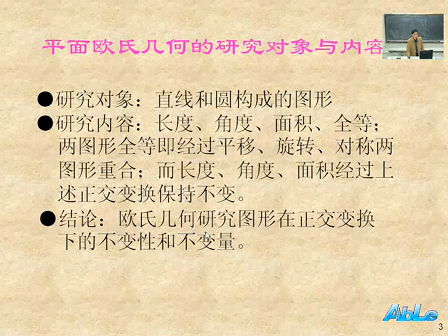 平面欧氏几何的研究对象与内容
●研究对象：直线和圆构成的图形
●研究内容：长度、角度、面积、全等；
两图形全等即经过平移、旋转、对称两
图形重合；而长度、角度、面积经过上
述正交变换保持不变。
●结论：欧氏几何研究图形在正交变换
下的不变性和不变量。
AbLe
3